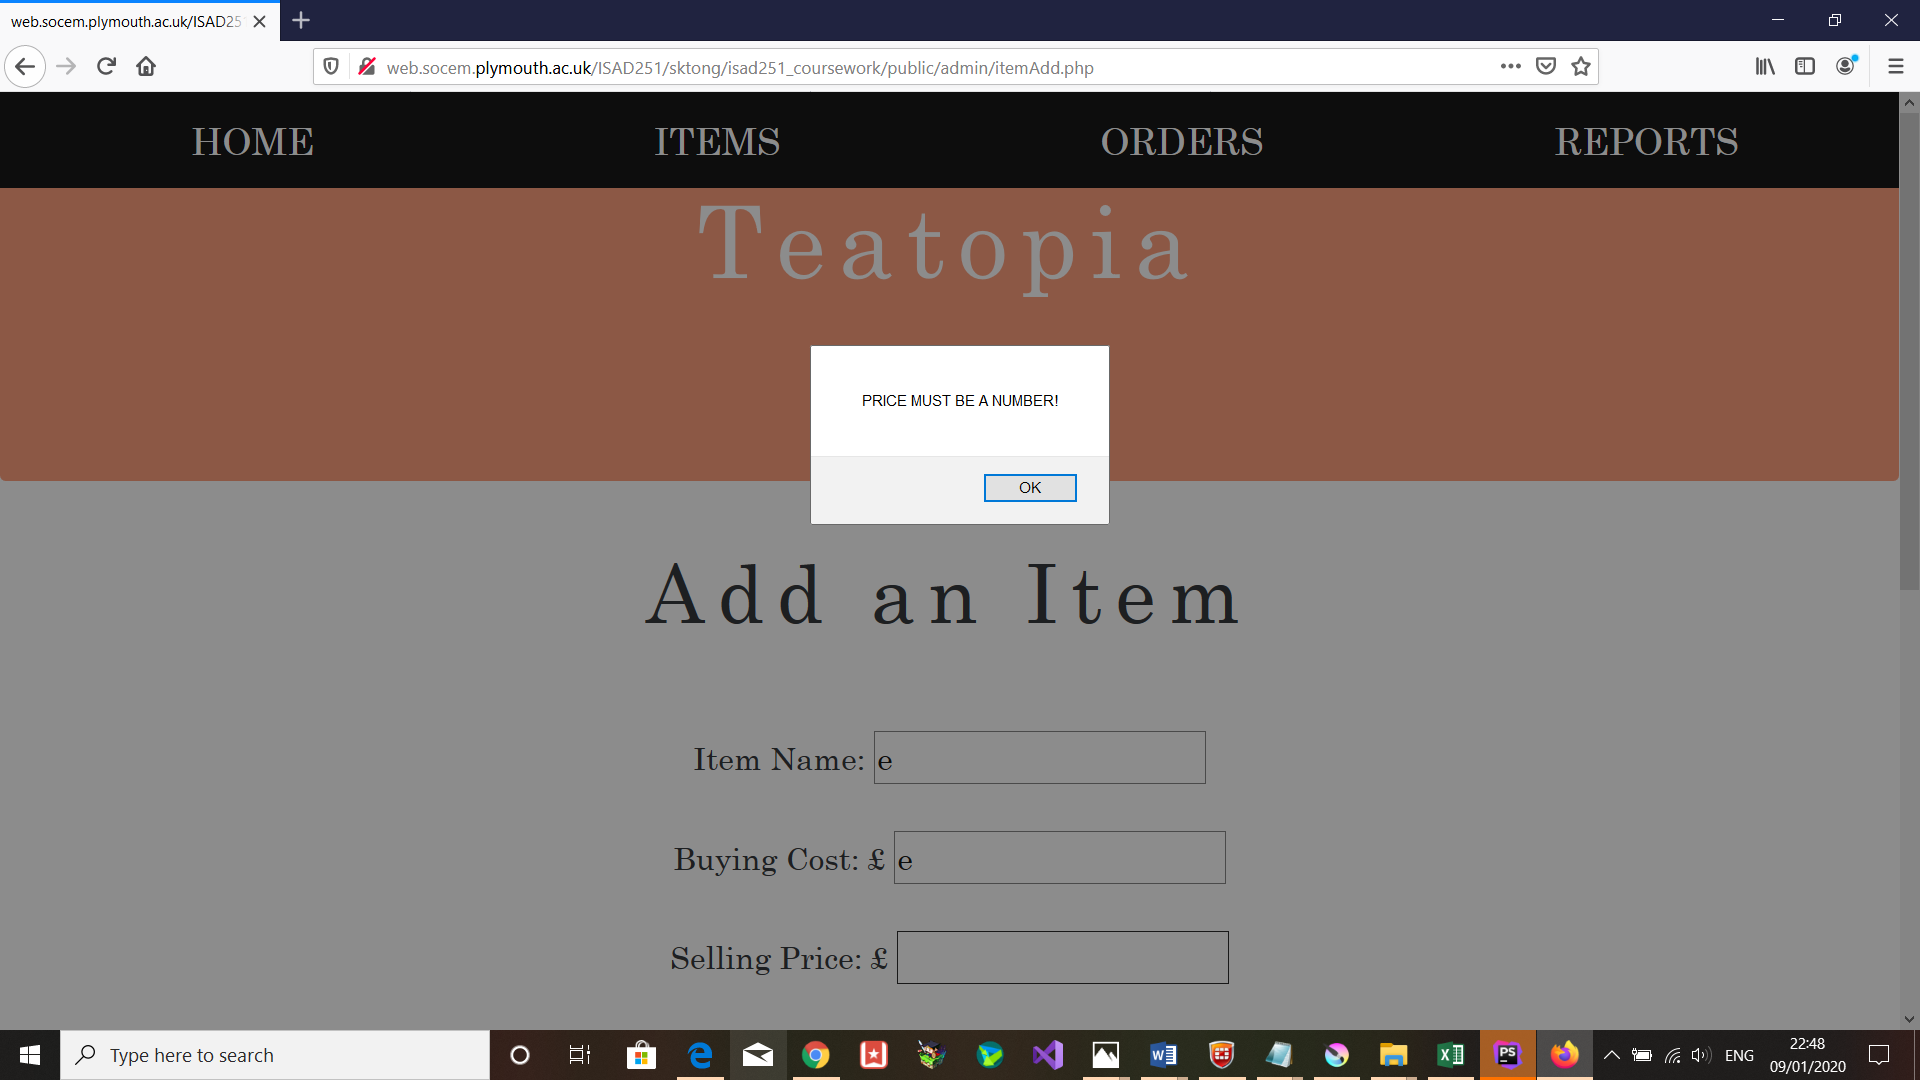 web.socem.plymouth.ac.uk/ISAD25
web.socem.plymouth.ac.uk/ISAD251/sktong/isad251_coursework/public/admin/itemAdd.php
HOME ITEMS ORDERS REPORTS
Teatopia
PRICE MUST BE A NUMBER!
OK
Add an Item
Item Name: e
Buying Cost: £ e
Selling Price: £
Type here to search
ENG
22:48
09/01/2020